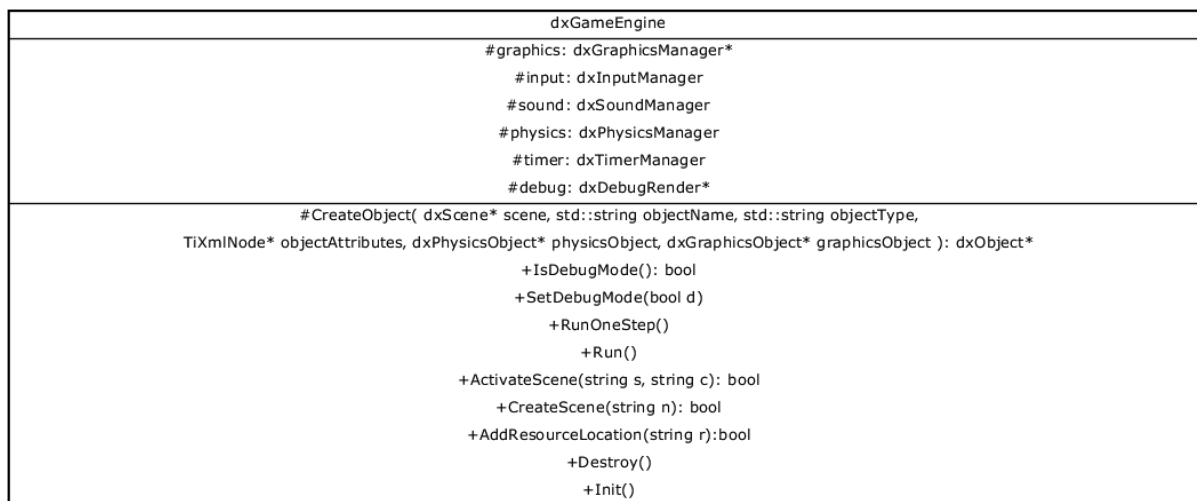 dxGameEngine
#graphics: dxGraphicsManager*
#input: dxInputManager
#sound: dxSoundManager
#physics: dxPhysicsManager
#timer: dxTimerManager
#debug: dxDebugRender*
#CreateObject( dxScene* scene, std::string objectName, std::string objectType,
TiXmlNode* objectAttributes, dxPhysicsObject* physicsObject, dxGraphicsObject* graphicsObject ): dxObject*
+IsDebugMode(): bool
+SetDebugMode(bool d)
+RunOneStep()
+Run()
+ActivateScene(string s, string c): bool
+CreateScene(string n): bool
+AddResourceLocation(string r):bool
+Destroy()
+Init()